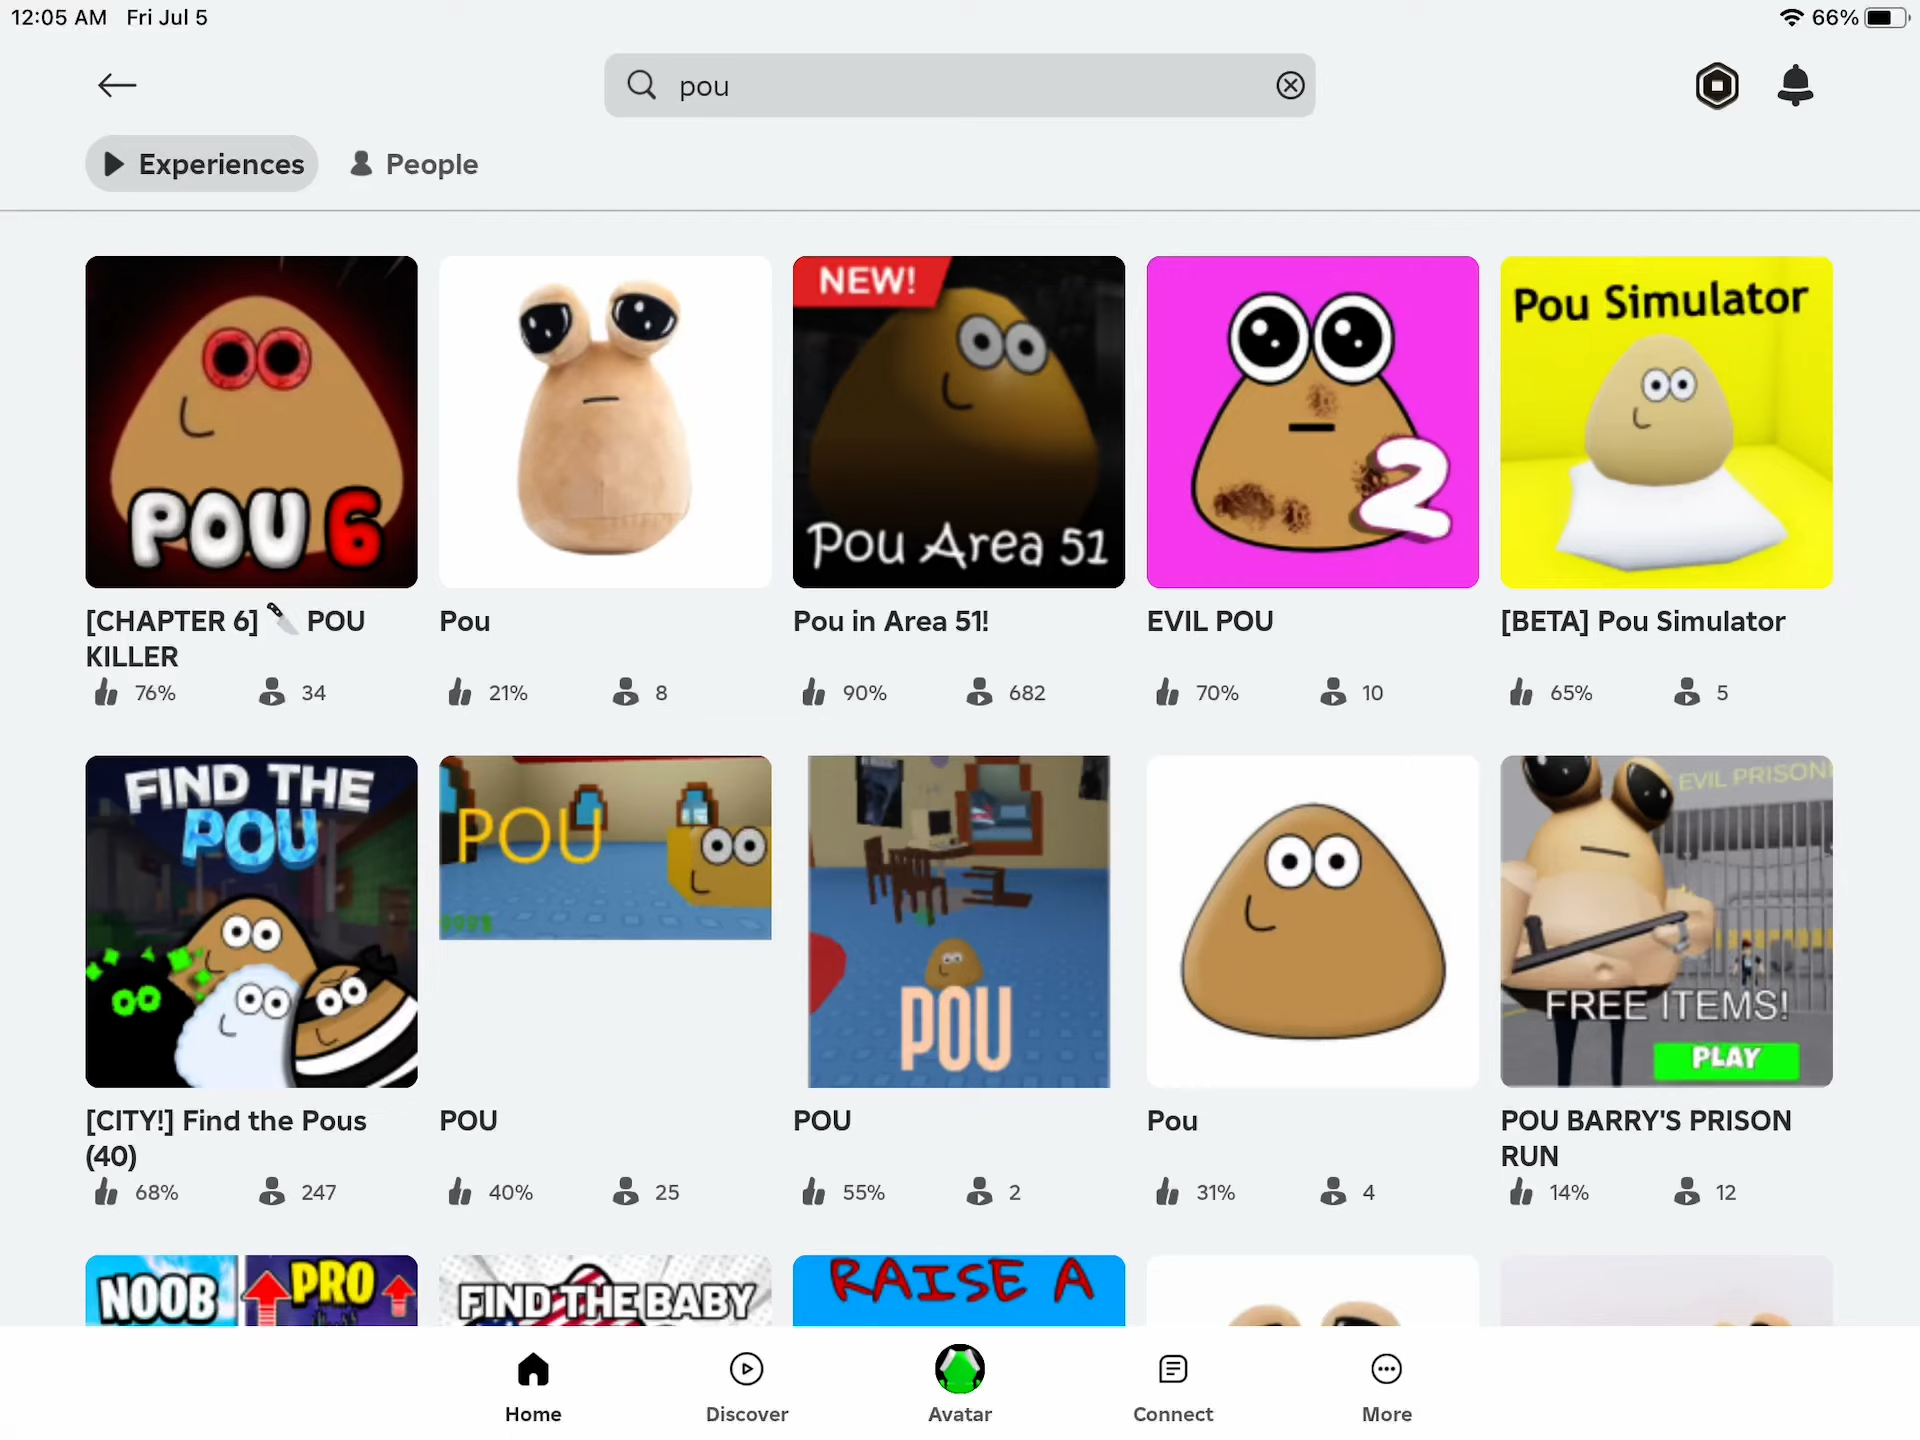 12:05 AM Fri Jul 5
66%
pou
Experiences
People
POU 6
NEW!
Pou Area 51
2
Pou Simulator
[CHAPTER 6] 🔪 POU
KILLER
Pou
Pou in Area 51!
EVIL POU
[BETA] Pou Simulator
76% 34
21% 8
90% 682
70% 10
65% 5
FIND THE
POU
POU
999$
POU
EVIL PRISON
FREE ITEMS!
PLAY
[CITY!] Find the Pous
(40)
POU
POU
Pou
POU BARRY'S PRISON
RUN
68% 247
40% 25
55% 2
31% 4
14% 12
NOOB
PRO
FIND THE BABY
RAISE A
Home
Discover
Avatar
Connect
More